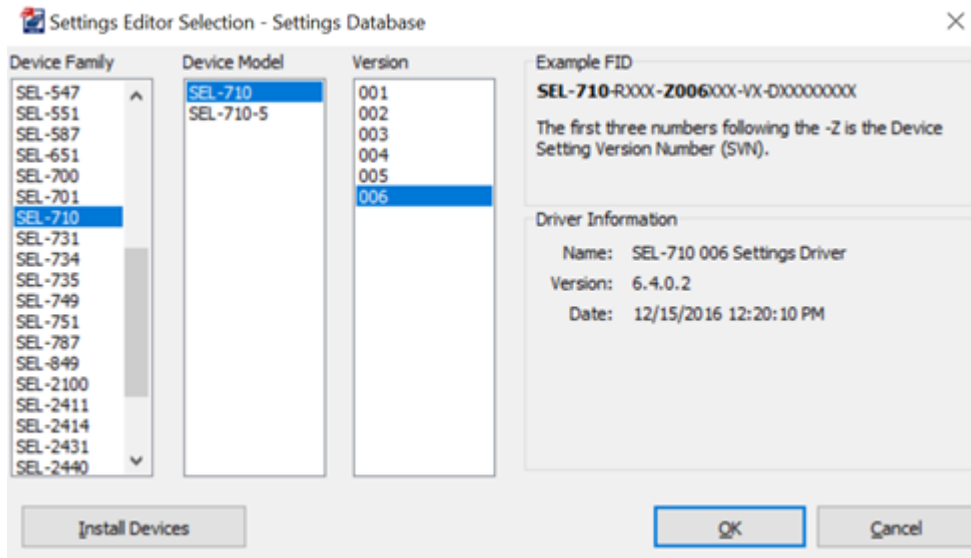 Settings Editor Selection - Settings Database
Device Family
SEL-547
SEL-551
SEL-587
SEL-651
SEL-700
SEL-701
SEL-710
SEL-731
SEL-734
SEL-735
SEL-749
SEL-751
SEL-787
SEL-849
SEL-2100
SEL-2411
SEL-2414
SEL-2431
SEL-2440
Device Model
SEL-710
SEL-710-5
Version
001
002
003
004
005
006
Example FID
SEL-710-RXXX-Z006XXX-VX-DXXXXXXXX
The first three numbers following the -Z is the Device
Setting Version Number (SVN).
Driver Information
Name: SEL-710 006 Settings Driver
Version: 6.4.0.2
Date: 12/15/2016 12:20:10 PM
Install Devices
OK
Cancel